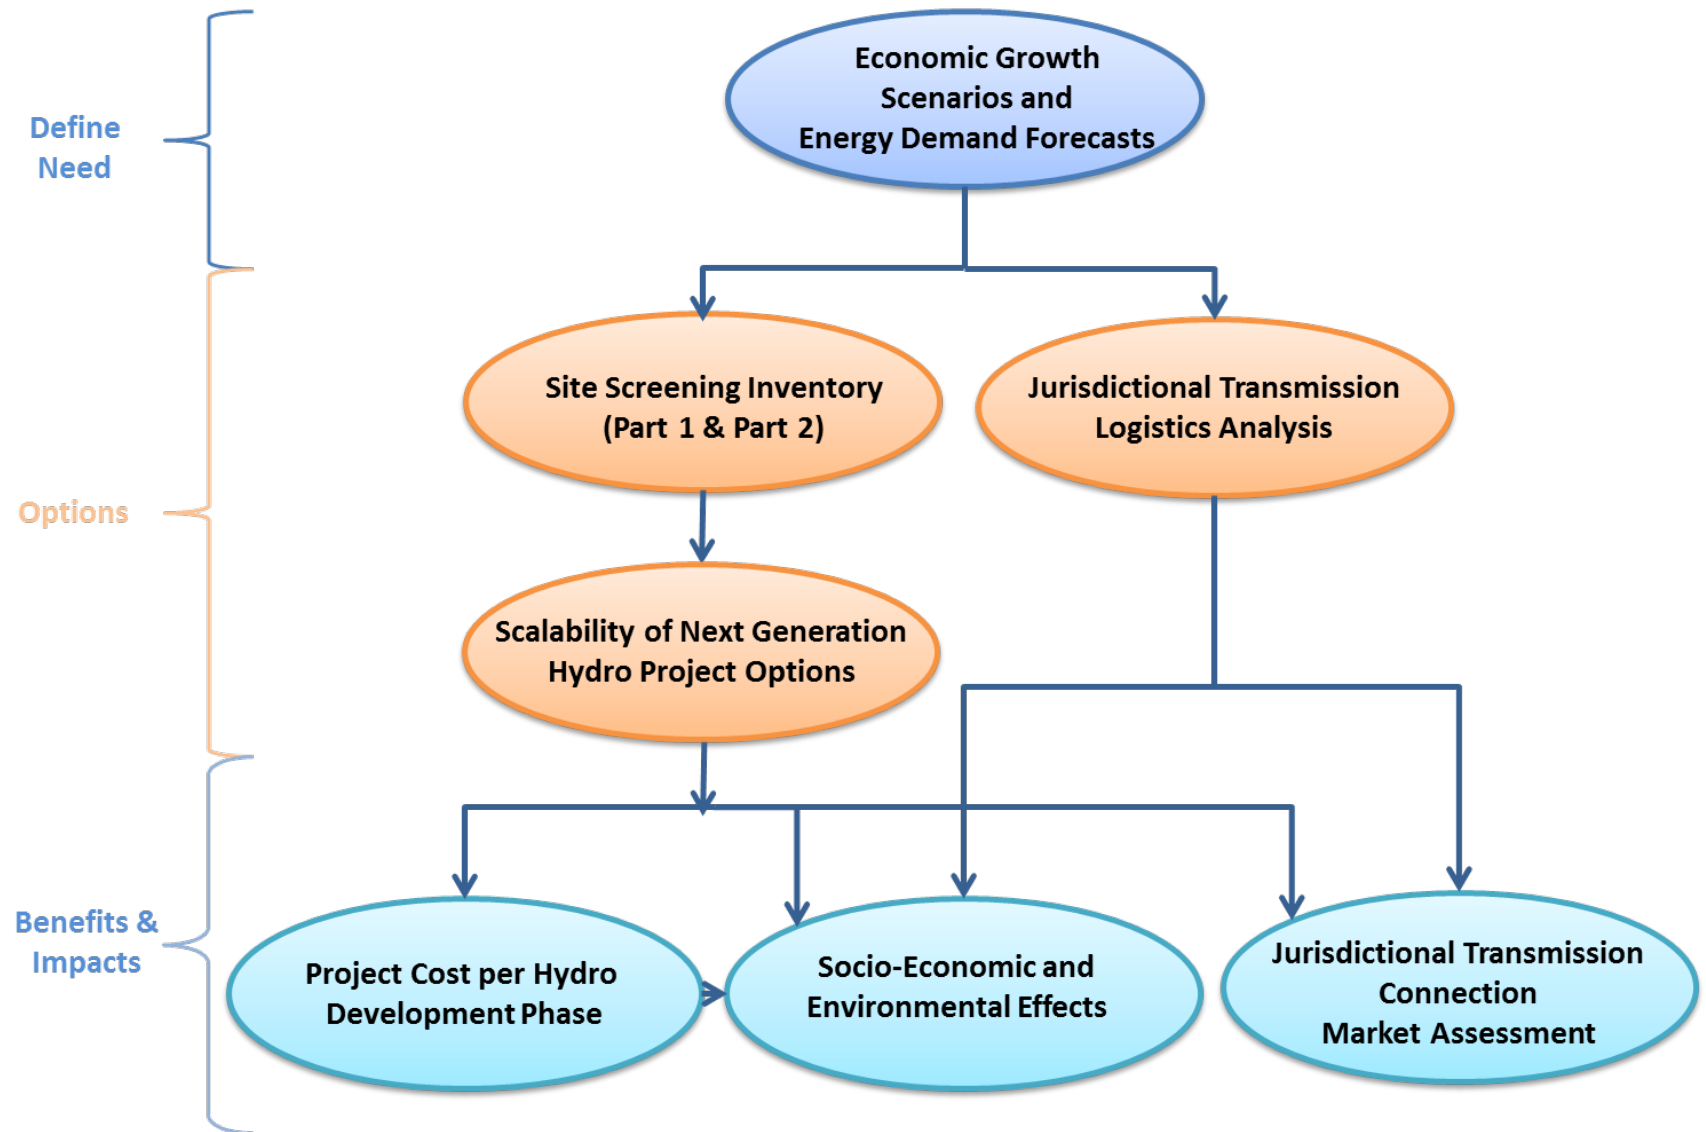 Economic Growth
Scenarios and
Energy Demand Forecasts
Define
Need
Site Screening Inventory
(Part 1 & Part 2)
Jurisdictional Transmission
Logistics Analysis
Options
Scalability of Next Generation
Hydro Project Options
Benefits &
Impacts
Project Cost per Hydro
Development Phase
Socio-Economic and
Environmental Effects
Jurisdictional Transmission
Connection
Market Assessment